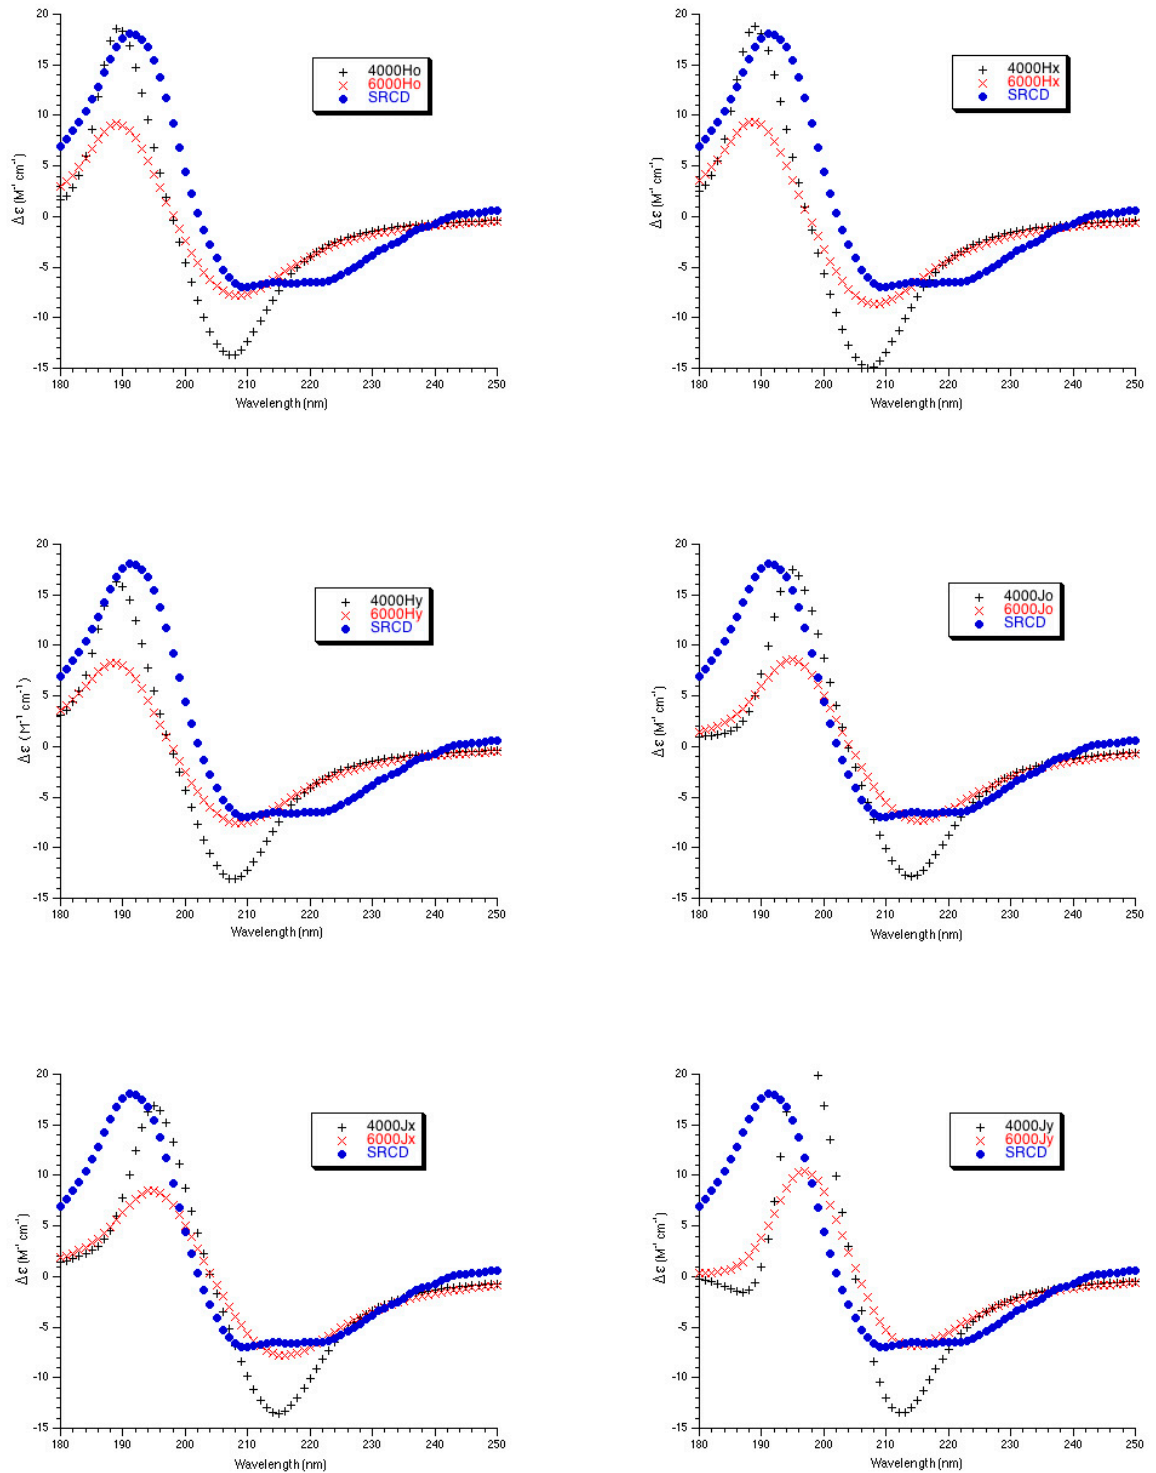 20
15
10
5
0
-5
-10
-15
Δε (M⁻¹ cm⁻¹)
180 190 200 210 220 230 240 250
Wavelength (nm)
4000Ho
6000Ho
SRCD
20
15
10
5
0
-5
-10
-15
Δε (M⁻¹ cm⁻¹)
180 190 200 210 220 230 240 250
Wavelength (nm)
4000Hx
6000Hx
SRCD
20
15
10
5
0
-5
-10
-15
Δε (M⁻¹ cm⁻¹)
180 190 200 210 220 230 240 250
Wavelength (nm)
4000Hy
6000Hy
SRCD
20
15
10
5
0
-5
-10
-15
Δε (M⁻¹ cm⁻¹)
180 190 200 210 220 230 240 250
Wavelength (nm)
4000Jo
6000Jo
SRCD
20
15
10
5
0
-5
-10
-15
Δε (M⁻¹ cm⁻¹)
180 190 200 210 220 230 240 250
Wavelength (nm)
4000Jx
6000Jx
SRCD
20
15
10
5
0
-5
-10
-15
Δε (M⁻¹ cm⁻¹)
180 190 200 210 220 230 240 250
Wavelength (nm)
4000Jy
6000Jy
SRCD